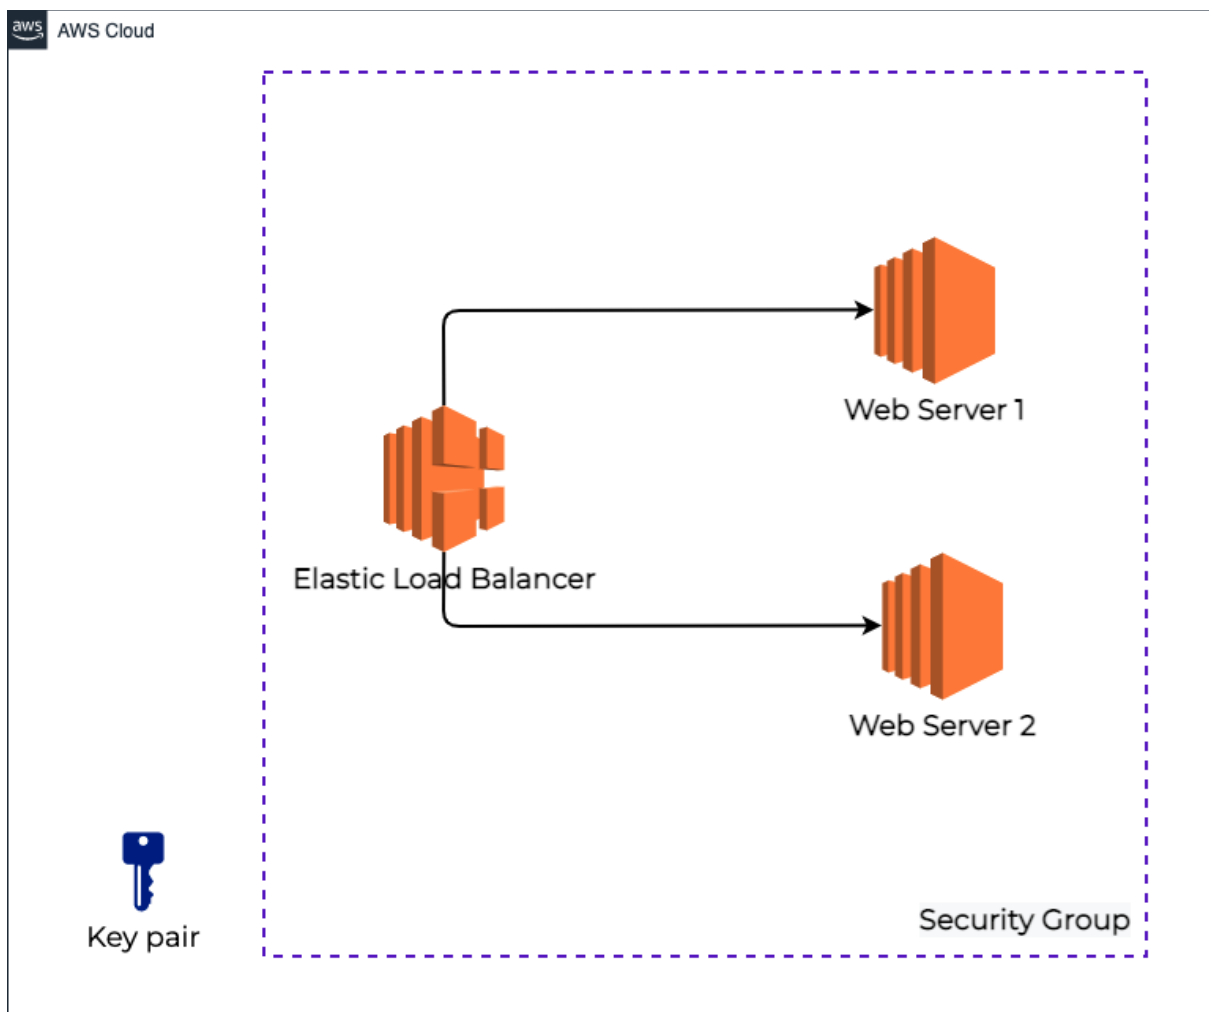 aws
AWS Cloud
Web Server 1
Elastic Load Balancer
Web Server 2
Key pair
Security Group